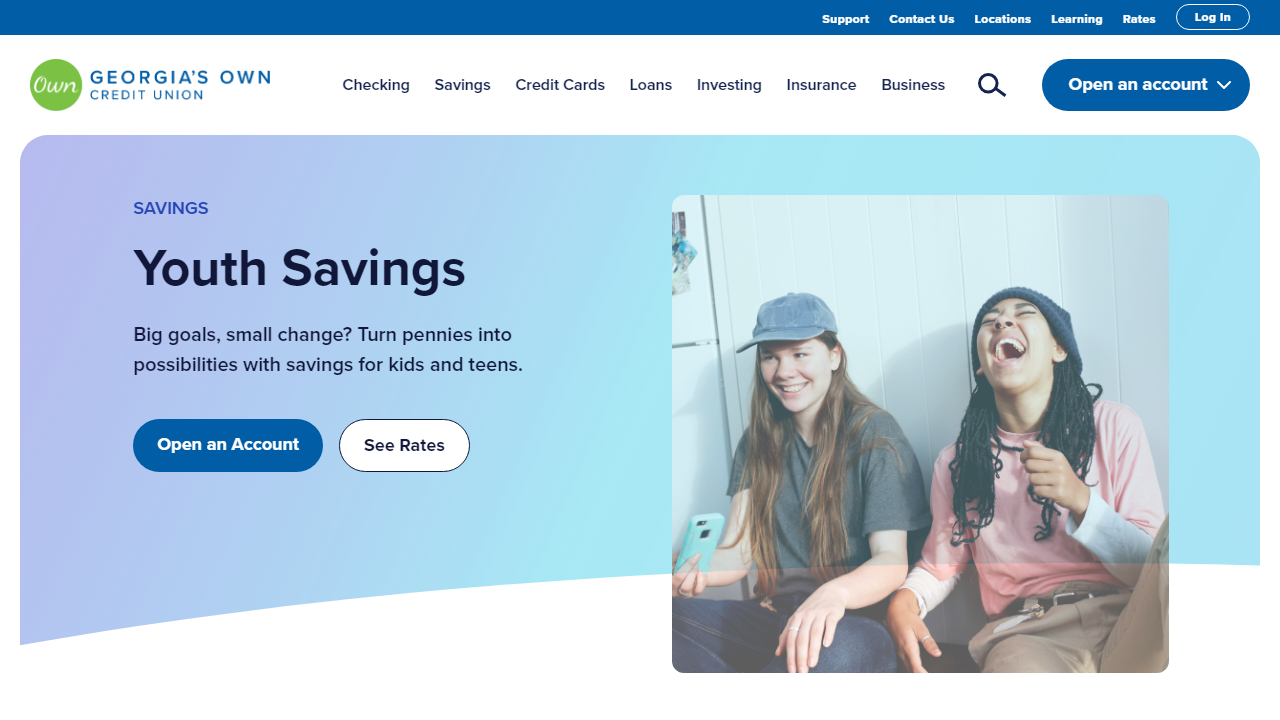 Support Contact Us Locations Learning Rates Log In
Own GEORGIA'S OWN
CREDIT UNION
Checking Savings Credit Cards Loans Investing Insurance Business
Open an account
SAVINGS
Youth Savings
Big goals, small change? Turn pennies into
possibilities with savings for kids and teens.
Open an Account See Rates